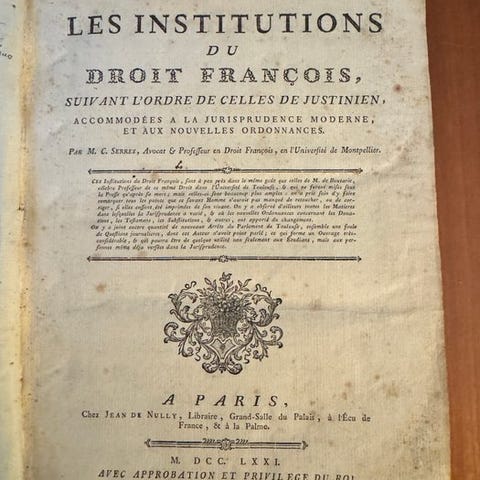 LES INSTITUTIONS
DU
DROIT FRANÇOIS,
SUIVANT L'ORDRE DE CELLES DE JUSTINIEN,
ACCOMMODÉES A LA JURISPRUDENCE MODERNE,
ET AUX NOUVELLES ORDONNANCES.
PAR M. C. SERRES, Avocat & Professeur en Droit François, en l'Université de Montpellier.
CES Institutions du Droit François, sont à peu près dans le même goût que celles de M. de Boutaric,
célebre Professeur de ce même Droit dans l'Université de Toulouse, & qui ne furent mises sous
la Presse qu'après sa mort; mais celles-ci sont beaucoup plus amples: on a pris soin d'y faire
remarquer tous les points que ce sçavant Homme n'auroit pas manqué de retoucher, ou de cor-
riger, si elles eussent été imprimées de son vivant. On y a observé d'ailleurs toutes les Matieres
dans lesquelles la Jurisprudence a varié, & où les nouvelles Ordonnances concernant les Dona-
tions, les Testamens, les Substitutions, & autres, ont apporté du changement.
On y a joint encore quantité de nouveaux Arrêts du Parlement de Toulouse, ensemble une foule
de Questions journalieres, dont cet Auteur n'avoit point parlé; ce qui forme un Ouvrage très-
considérable, & qui pourra être de quelque utilité non seulement aux Etudians, mais aux per-
sonnes même déja versées dans la Jurisprudence.
A PARIS,
Chez JEAN DE NULLY, Libraire, Grand-Salle du Palais, à l'Ecu de
France, & à la Palme.
M. DCC. LXXI.
AVEC APPROBATION ET PRIVILEGE DU ROI